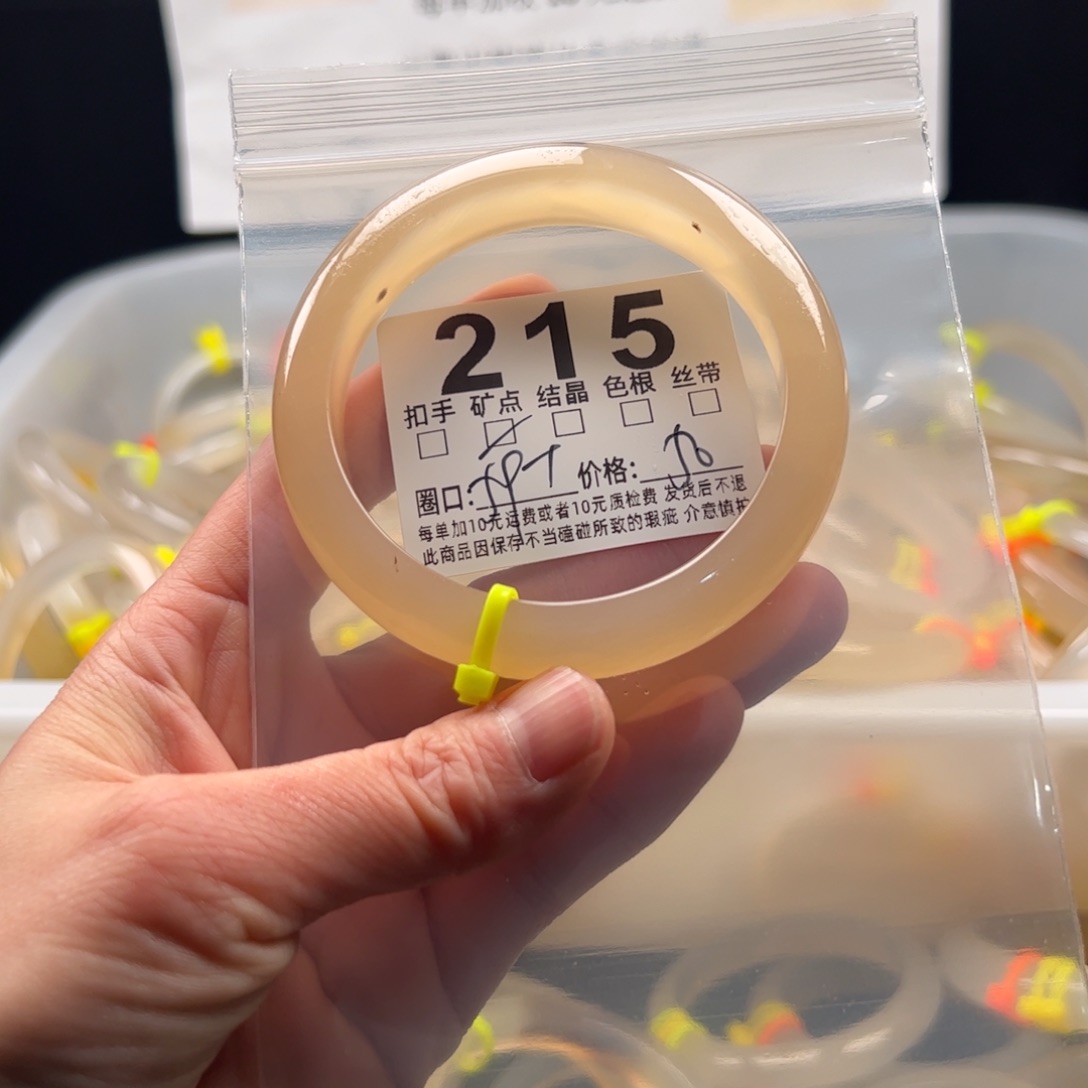 215
扣手 矿点 结晶 色根 丝带
圈口: 价格:
每单加10元运费或者10元质检费 发货后不退
此商品因保存不当磕碰所致的瑕疵 介意慎拍